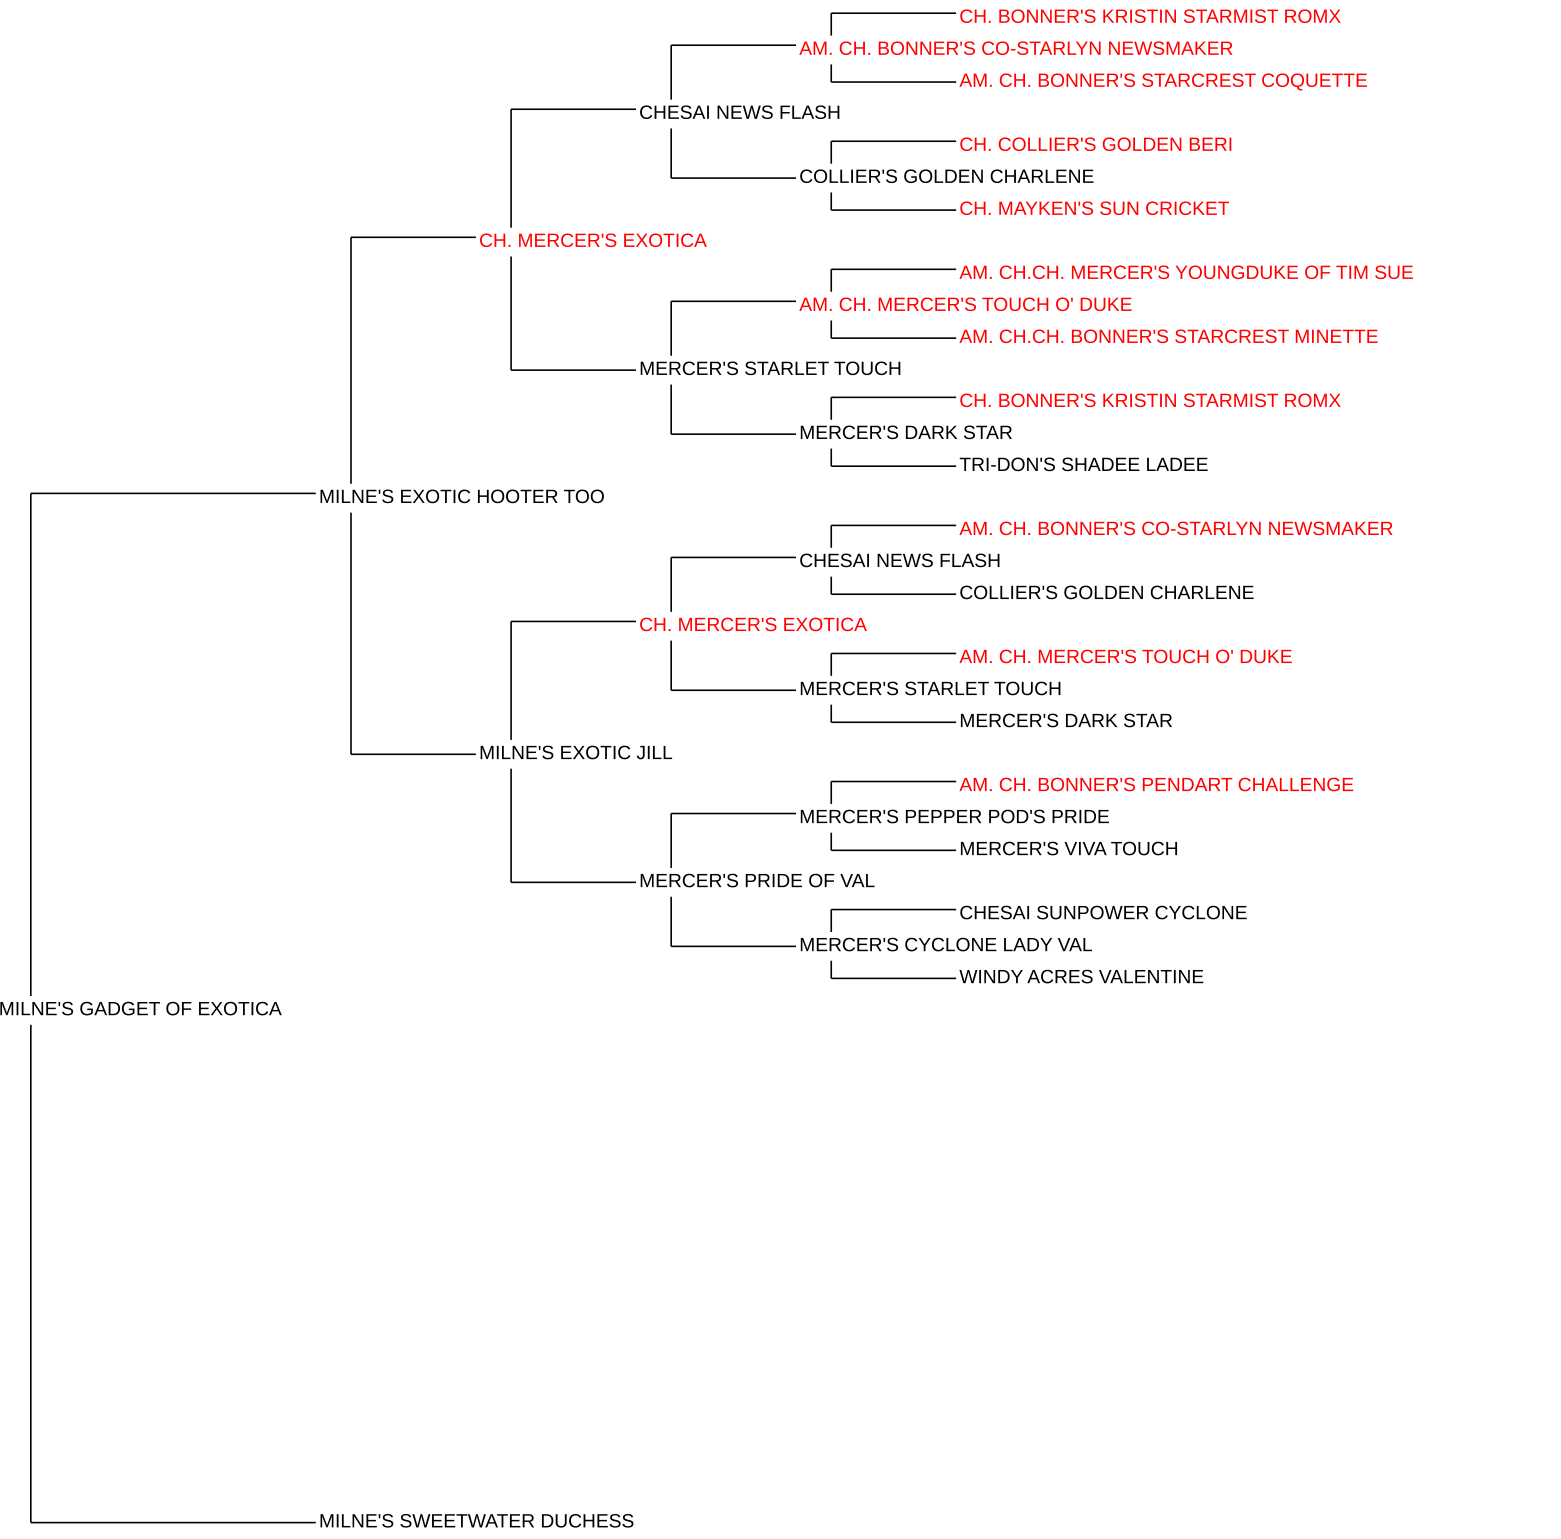 CH. BONNER'S KRISTIN STARMIST ROMX
AM. CH. BONNER'S CO-STARLYN NEWSMAKER
AM. CH. BONNER'S STARCREST COQUETTE
CHESAI NEWS FLASH
CH. COLLIER'S GOLDEN BERI
COLLIER'S GOLDEN CHARLENE
CH. MAYKEN'S SUN CRICKET
CH. MERCER'S EXOTICA
AM. CH.CH. MERCER'S YOUNGDUKE OF TIM SUE
AM. CH. MERCER'S TOUCH O' DUKE
AM. CH.CH. BONNER'S STARCREST MINETTE
MERCER'S STARLET TOUCH
CH. BONNER'S KRISTIN STARMIST ROMX
MERCER'S DARK STAR
TRI-DON'S SHADEE LADEE
MILNE'S EXOTIC HOOTER TOO
AM. CH. BONNER'S CO-STARLYN NEWSMAKER
CHESAI NEWS FLASH
COLLIER'S GOLDEN CHARLENE
CH. MERCER'S EXOTICA
AM. CH. MERCER'S TOUCH O' DUKE
MERCER'S STARLET TOUCH
MERCER'S DARK STAR
MILNE'S EXOTIC JILL
AM. CH. BONNER'S PENDART CHALLENGE
MERCER'S PEPPER POD'S PRIDE
MERCER'S VIVA TOUCH
MERCER'S PRIDE OF VAL
CHESAI SUNPOWER CYCLONE
MERCER'S CYCLONE LADY VAL
WINDY ACRES VALENTINE
MILNE'S GADGET OF EXOTICA
MILNE'S SWEETWATER DUCHESS